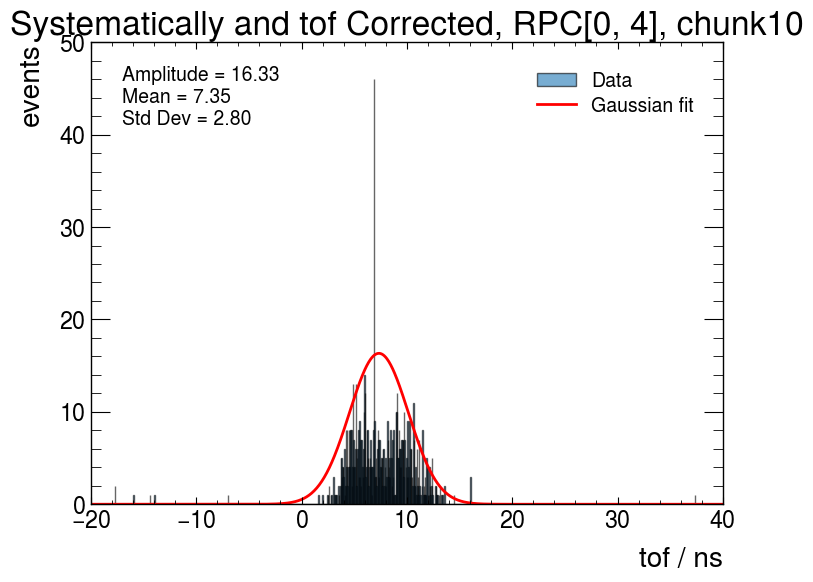 Systematically and tof Corrected, RPC[0, 4], chunk10
events
50
40
30
20
10
0
Amplitude = 16.33
Mean = 7.35
Std Dev = 2.80
Data
Gaussian fit
−20
−10
0
10
20
30
40
tof / ns